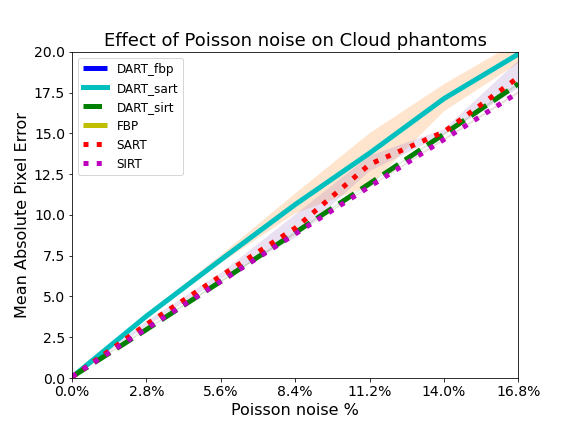 Effect of Poisson noise on Cloud phantoms
Mean Absolute Pixel Error
20.0
17.5
15.0
12.5
10.0
7.5
5.0
2.5
0.0
DART_fbp
DART_sart
DART_sirt
FBP
SART
SIRT
0.0% 2.8% 5.6% 8.4% 11.2% 14.0% 16.8%
Poisson noise %